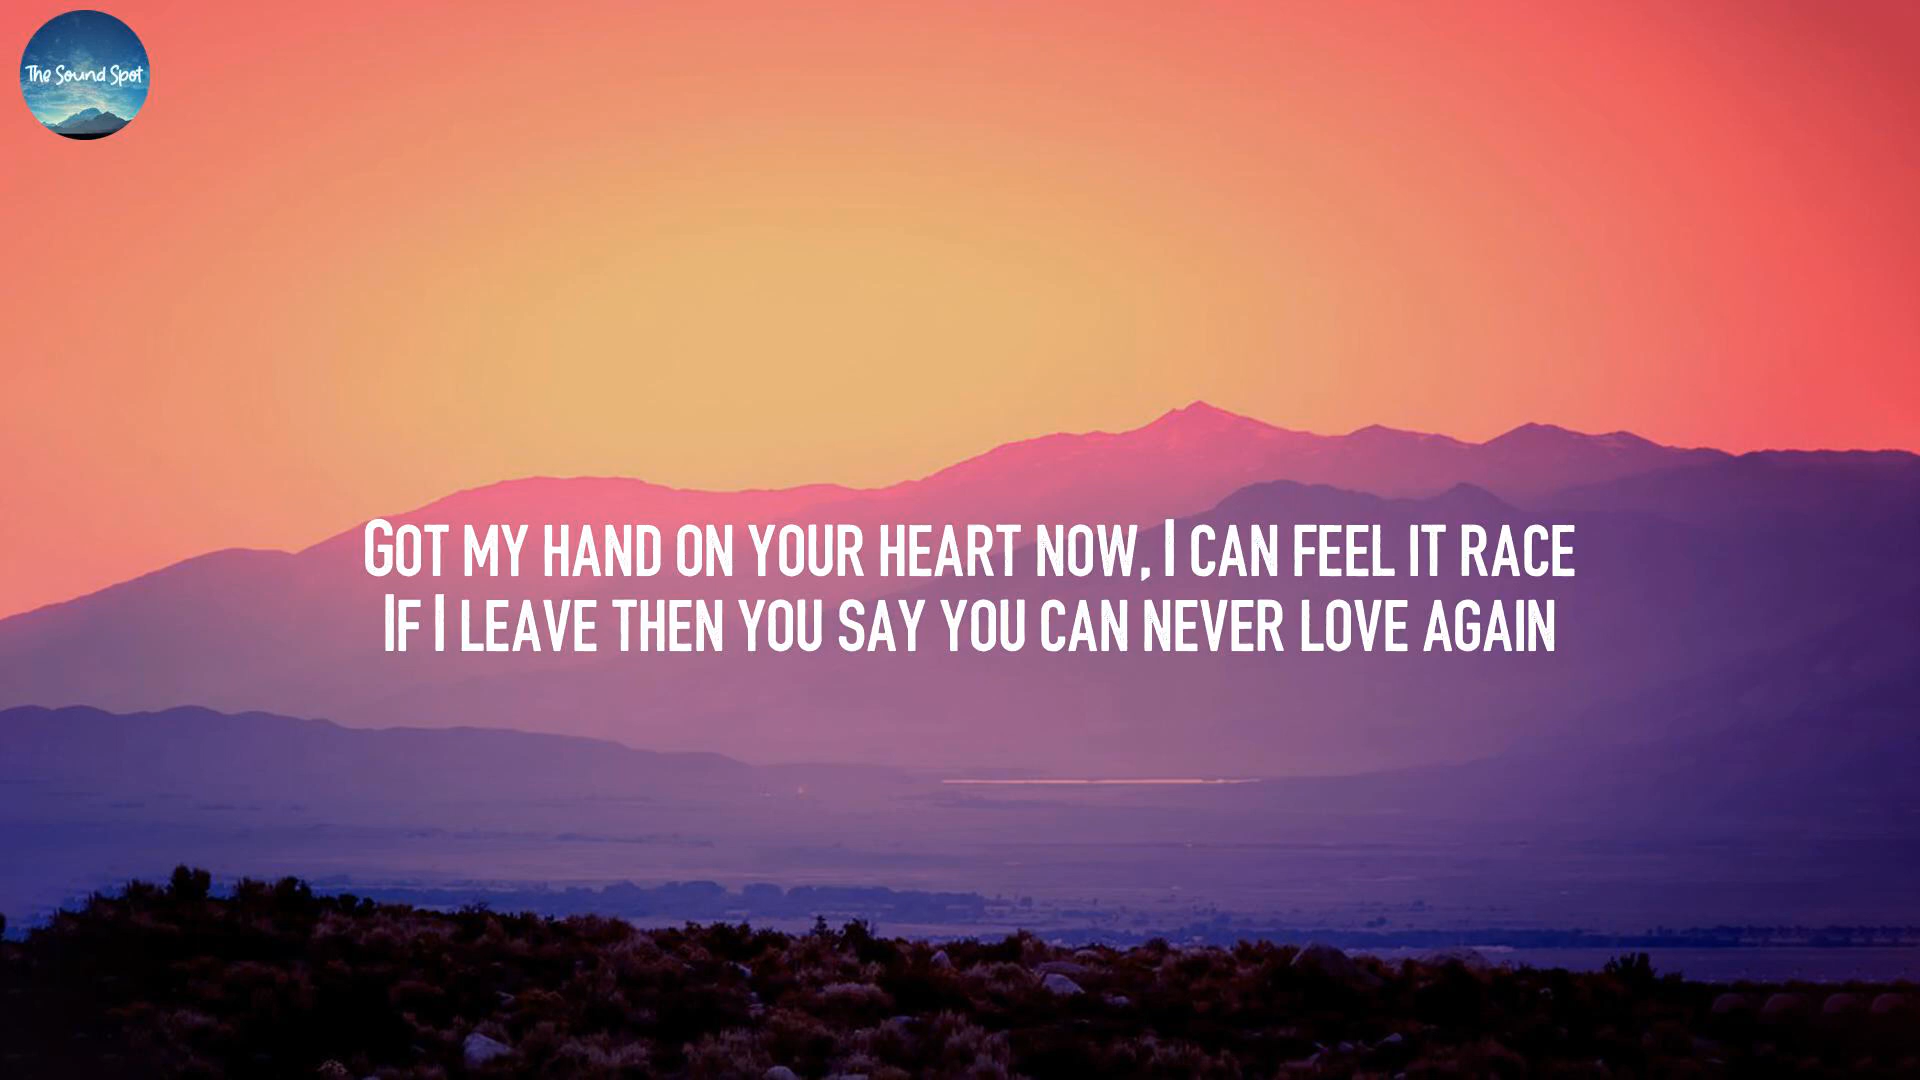 The Sound Spot
Got my hand on your heart now, I can feel it race
If I leave then you say you can never love again